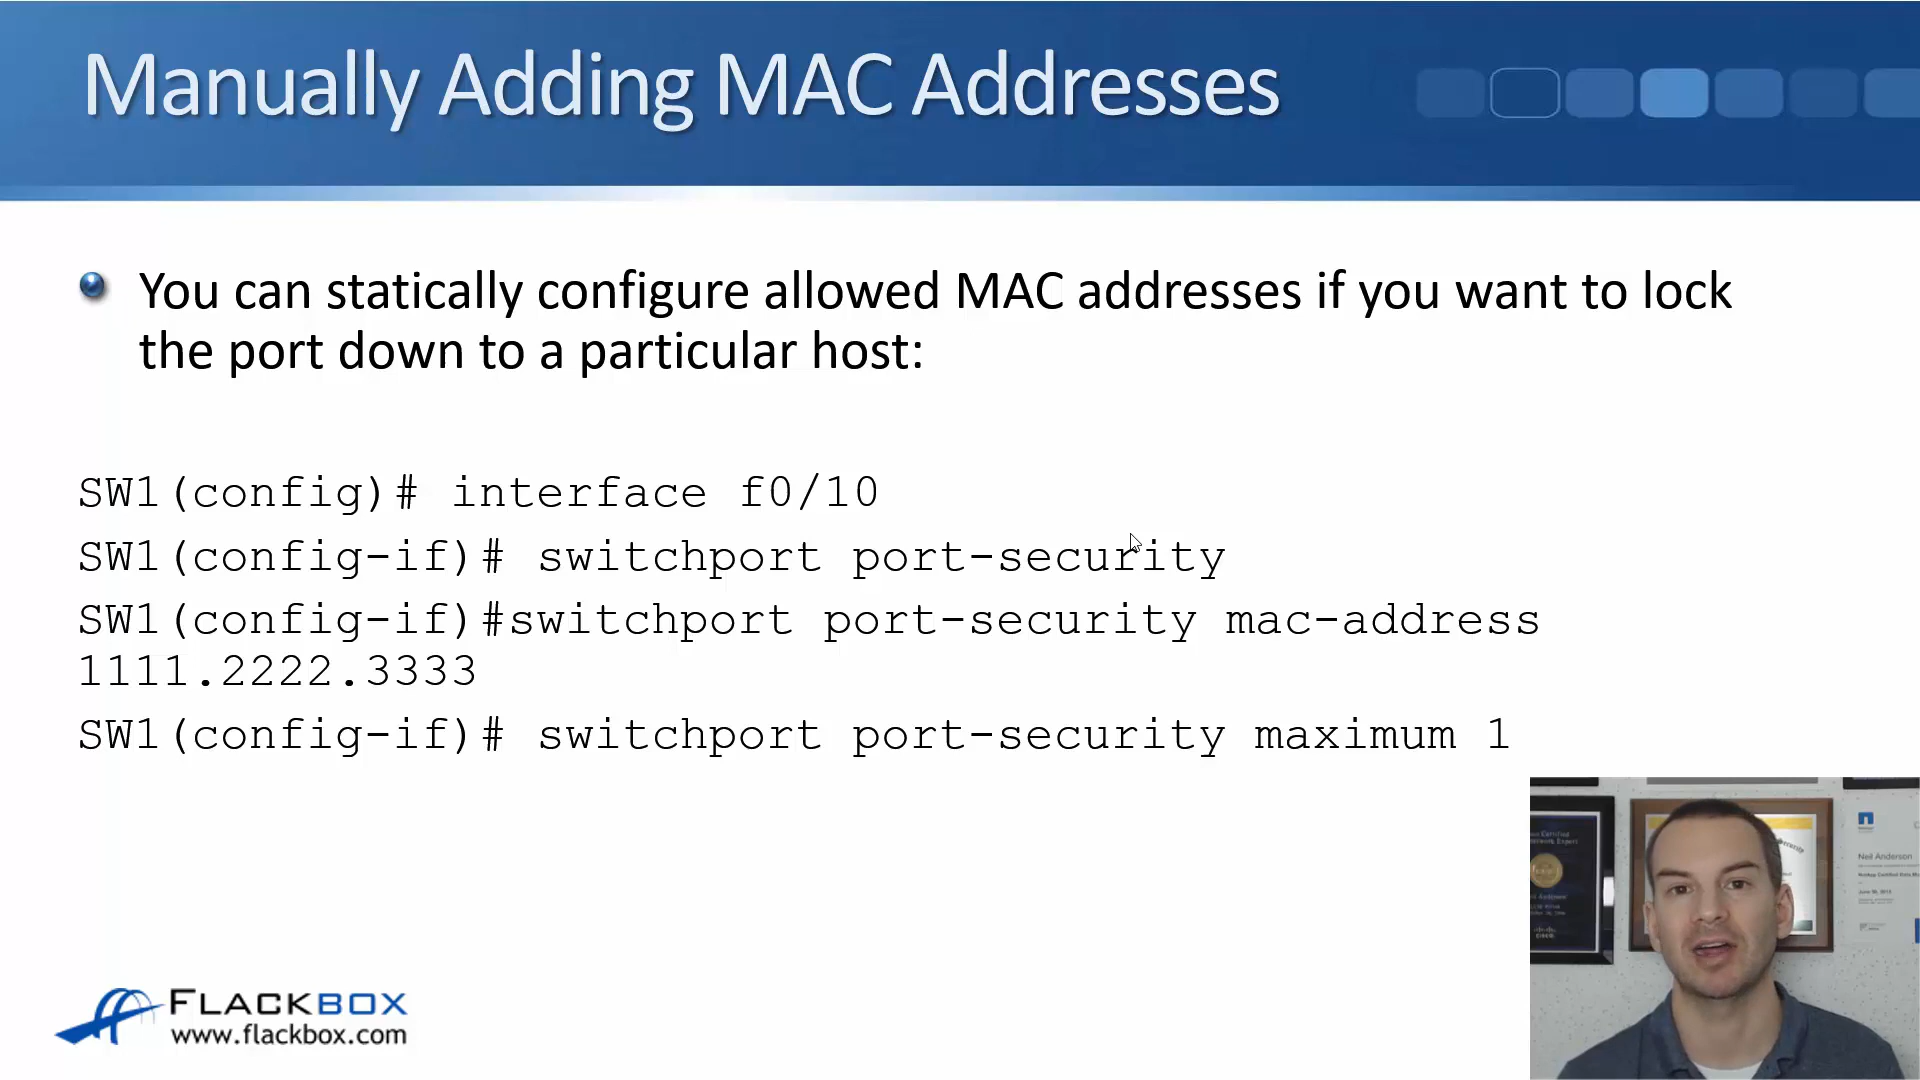 Manually Adding MAC Addresses
You can statically configure allowed MAC addresses if you want to lock
the port down to a particular host:
SW1(config)# interface f0/10
SW1(config-if)# switchport port-security
SW1(config-if)#switchport port-security mac-address
1111.2222.3333
SW1(config-if)# switchport port-security maximum 1
Neil Anderson
FLACKBOX
www.flackbox.com